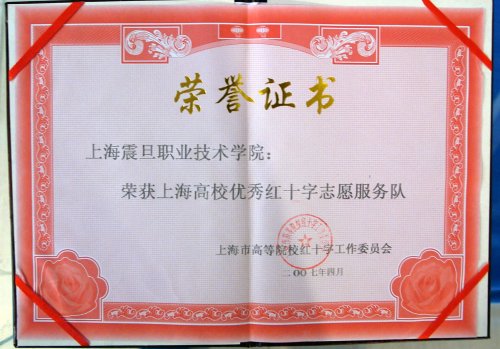 荣誉证书
上海震旦职业技术学院：
荣获上海高校优秀红十字志愿服务队
上海市高等院校红十字工作委员会
二〇〇七年四月